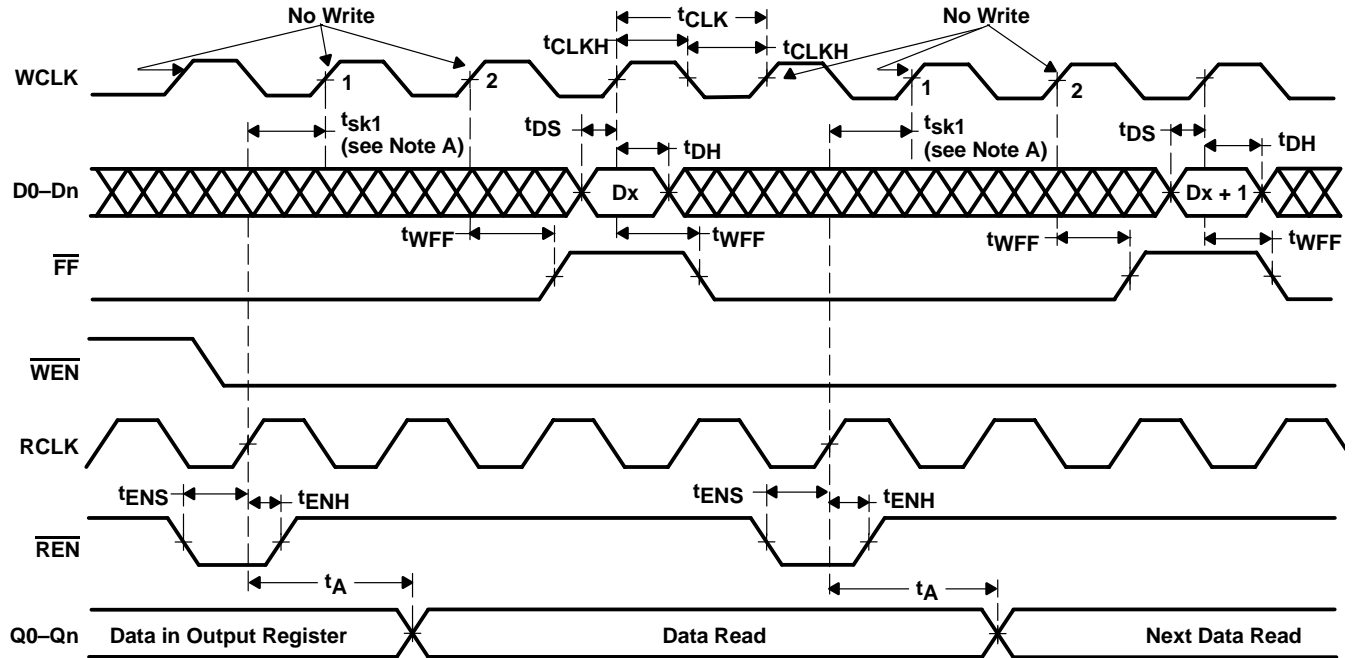 No Write
tCLK
No Write
tCLKH
tCLKH
WCLK
1
2
1
2
tsk1
(see Note A)
tDS
tDH
tsk1
(see Note A)
tDS
tDH
D0–Dn
Dx
Dx + 1
tWFF
tWFF
tWFF
tWFF
FF
WEN
RCLK
tENS
tENH
tENS
tENH
REN
tA
tA
Q0–Qn
Data in Output Register
Data Read
Next Data Read